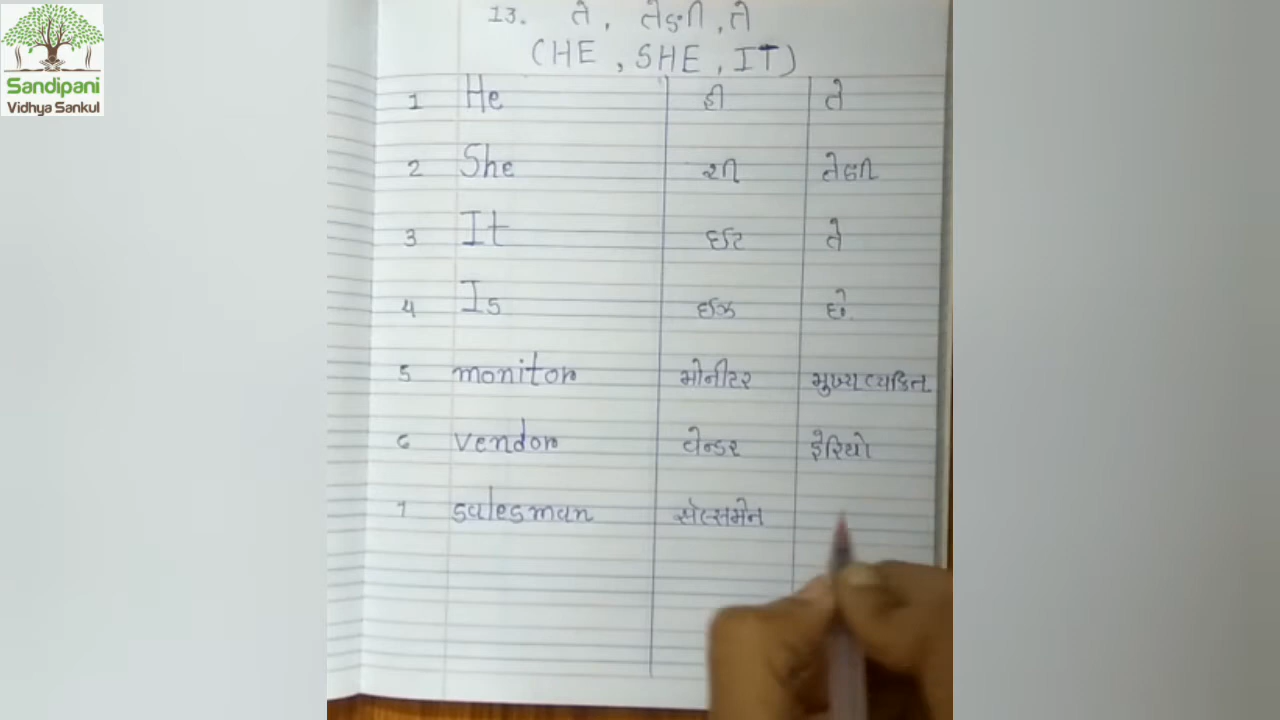 Sandipani
Vidhya Sankul
13. તે, તેણી, તે
(HE, SHE, IT)
1 He હી તે
2 She શી તેણી
3 It ઈટ તે
4 Is ઈઝ છે.
5 monitor મોનીટર મુખ્ય વ્યકિત
6 vendor વેન્ડર ફેરિયો
7 salesman સેલ્સમેન